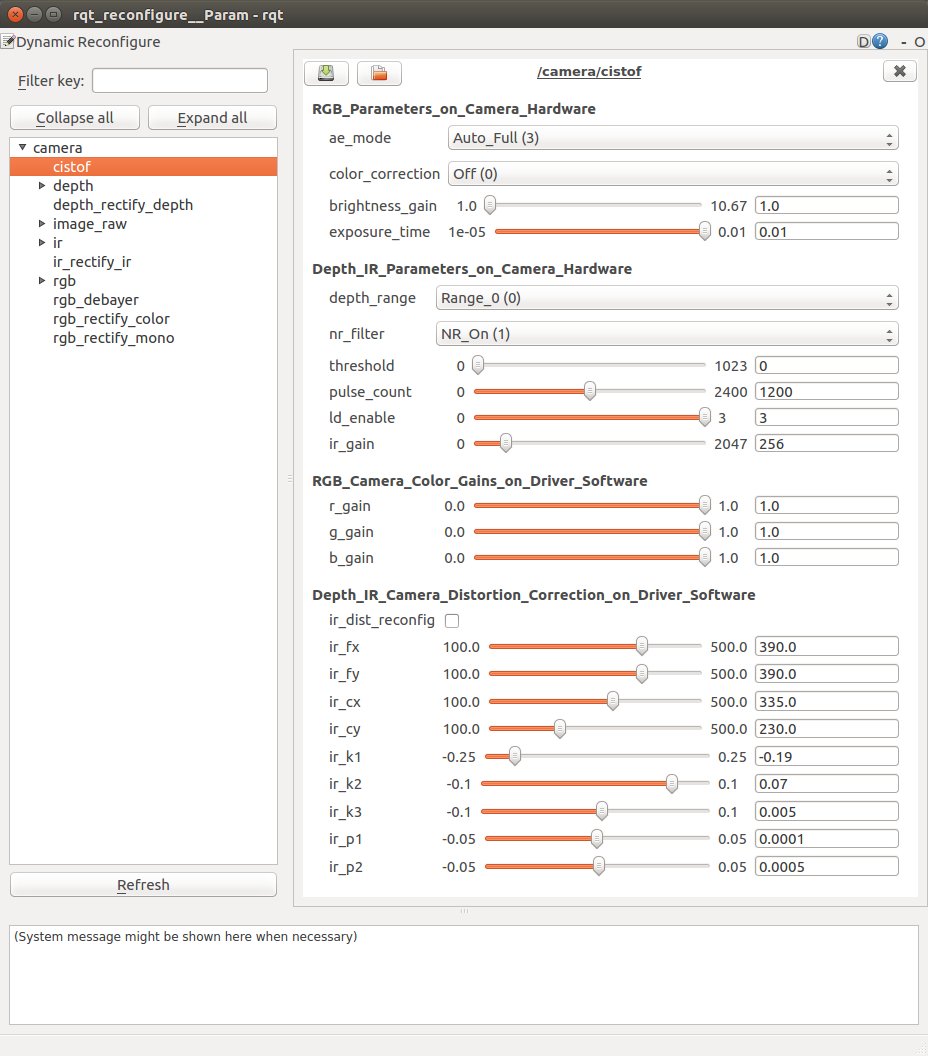 rqt_reconfigure__Param - rqt
Dynamic Reconfigure
D ? - O
Filter key:
Collapse all Expand all
camera
cistof
depth
depth_rectify_depth
image_raw
ir
ir_rectify_ir
rgb
rgb_debayer
rgb_rectify_color
rgb_rectify_mono
Refresh
/camera/cistof
RGB_Parameters_on_Camera_Hardware
ae_mode Auto_Full (3)
color_correction Off (0)
brightness_gain 1.0 10.67 1.0
exposure_time 1e-05 0.01 0.01
Depth_IR_Parameters_on_Camera_Hardware
depth_range Range_0 (0)
nr_filter NR_On (1)
threshold 0 1023 0
pulse_count 0 2400 1200
ld_enable 0 3 3
ir_gain 0 2047 256
RGB_Camera_Color_Gains_on_Driver_Software
r_gain 0.0 1.0 1.0
g_gain 0.0 1.0 1.0
b_gain 0.0 1.0 1.0
Depth_IR_Camera_Distortion_Correction_on_Driver_Software
ir_dist_reconfig
ir_fx 100.0 500.0 390.0
ir_fy 100.0 500.0 390.0
ir_cx 100.0 500.0 335.0
ir_cy 100.0 500.0 230.0
ir_k1 -0.25 0.25 -0.19
ir_k2 -0.1 0.1 0.07
ir_k3 -0.1 0.1 0.005
ir_p1 -0.05 0.05 0.0001
ir_p2 -0.05 0.05 0.0005
(System message might be shown here when necessary)